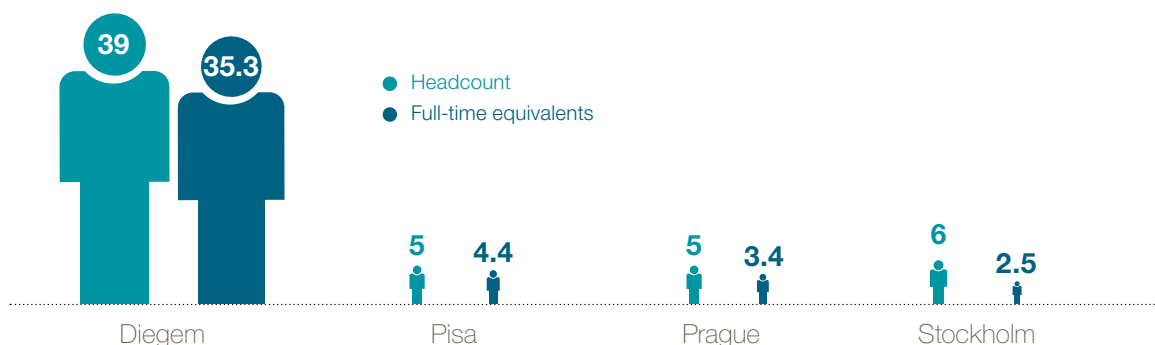 39
35.3
Headcount
Full-time equivalents
5
4.4
5
3.4
6
2.5
Diegem
Pisa
Prague
Stockholm